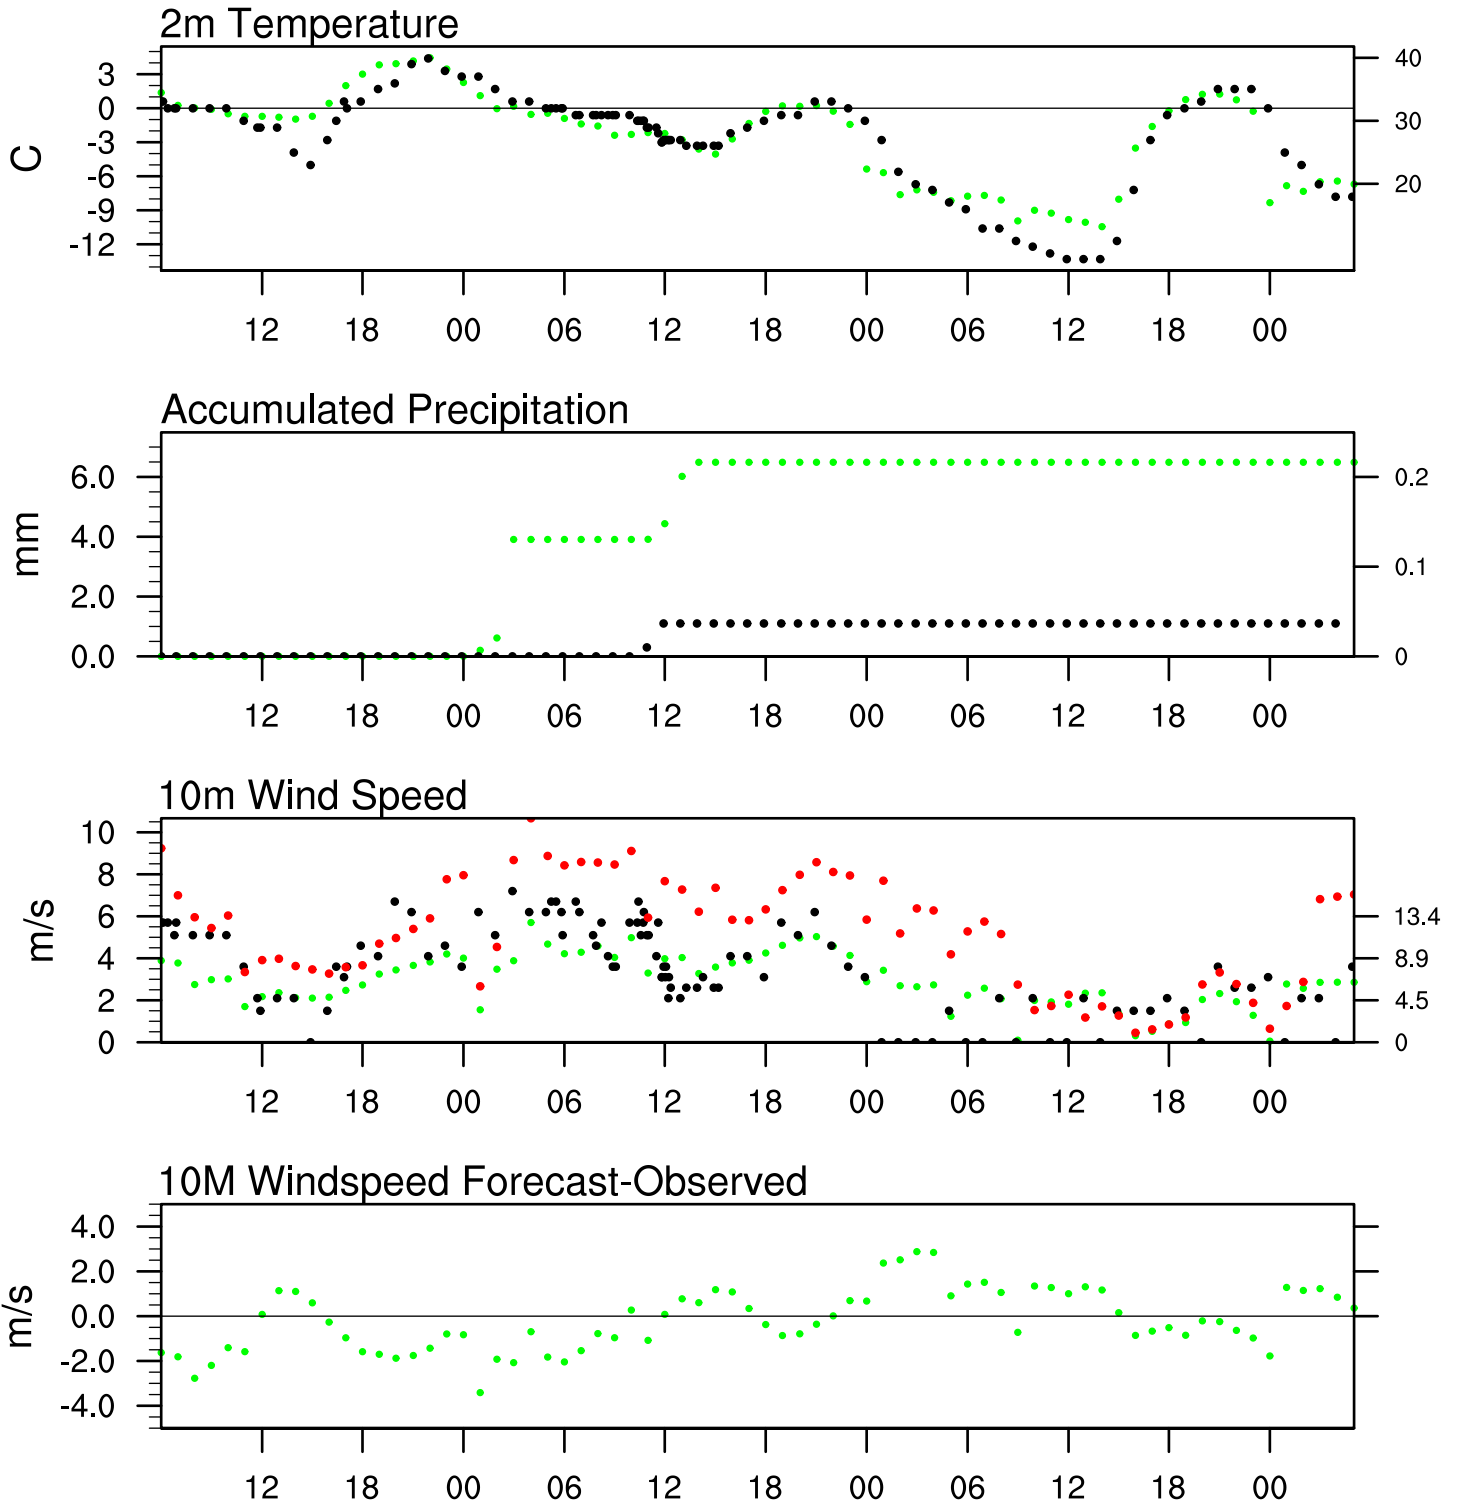 2m Temperature
3
0
-3
-6
-9
-12
C
40
30
20
12 18 00 06 12 18 00 06 12 18 00
Accumulated Precipitation
6.0
4.0
2.0
0.0
mm
0.2
0.1
0
12 18 00 06 12 18 00 06 12 18 00
10m Wind Speed
10
8
6
4
2
0
m/s
13.4
8.9
4.5
0
12 18 00 06 12 18 00 06 12 18 00
10M Windspeed Forecast-Observed
4.0
2.0
0.0
-2.0
-4.0
m/s
12 18 00 06 12 18 00 06 12 18 00